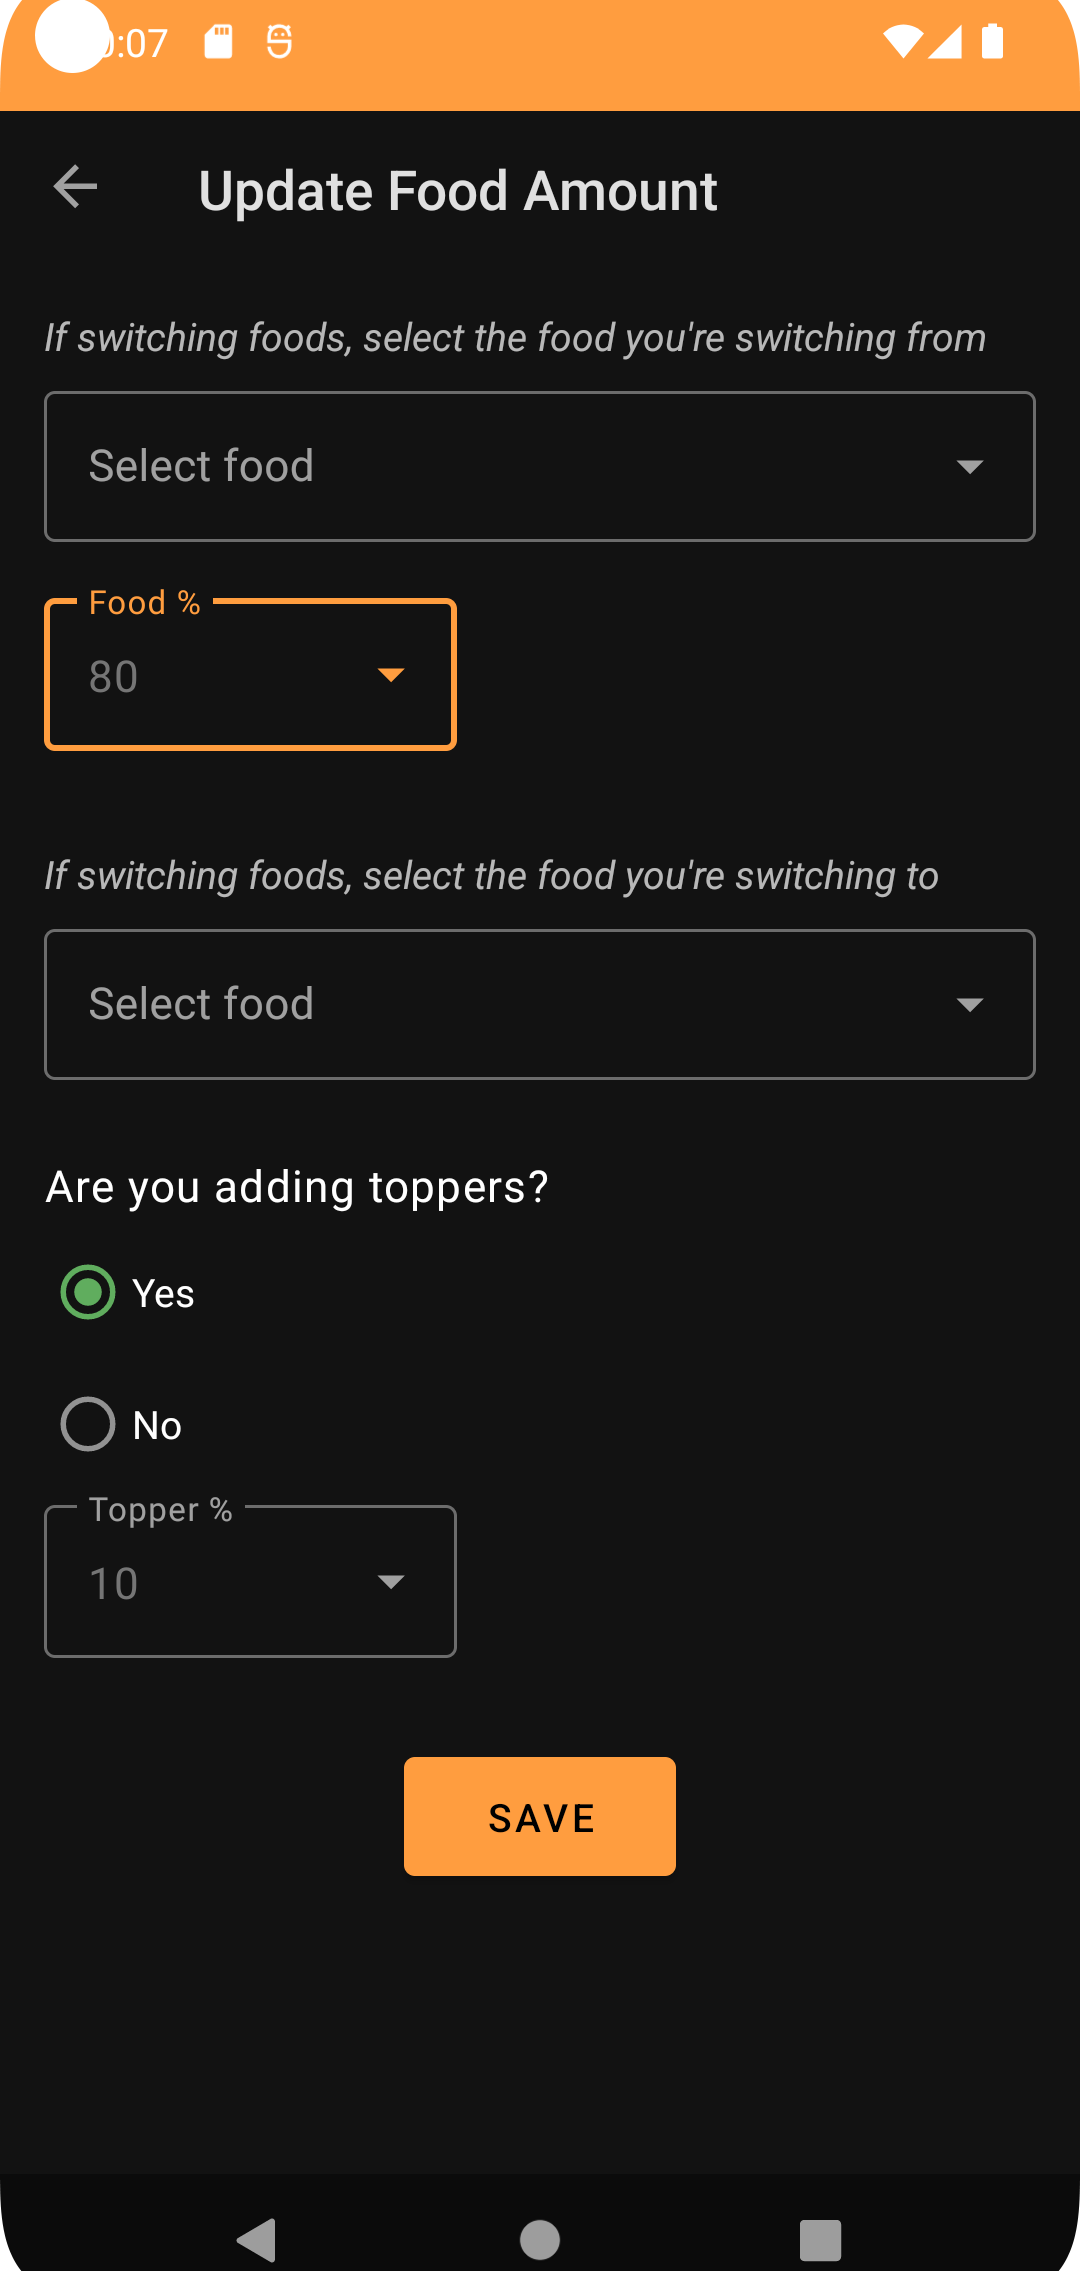 :07
Update Food Amount
If switching foods, select the food you're switching from
Select food
Food %
80
If switching foods, select the food you're switching to
Select food
Are you adding toppers?
Yes
No
Topper %
10
SAVE